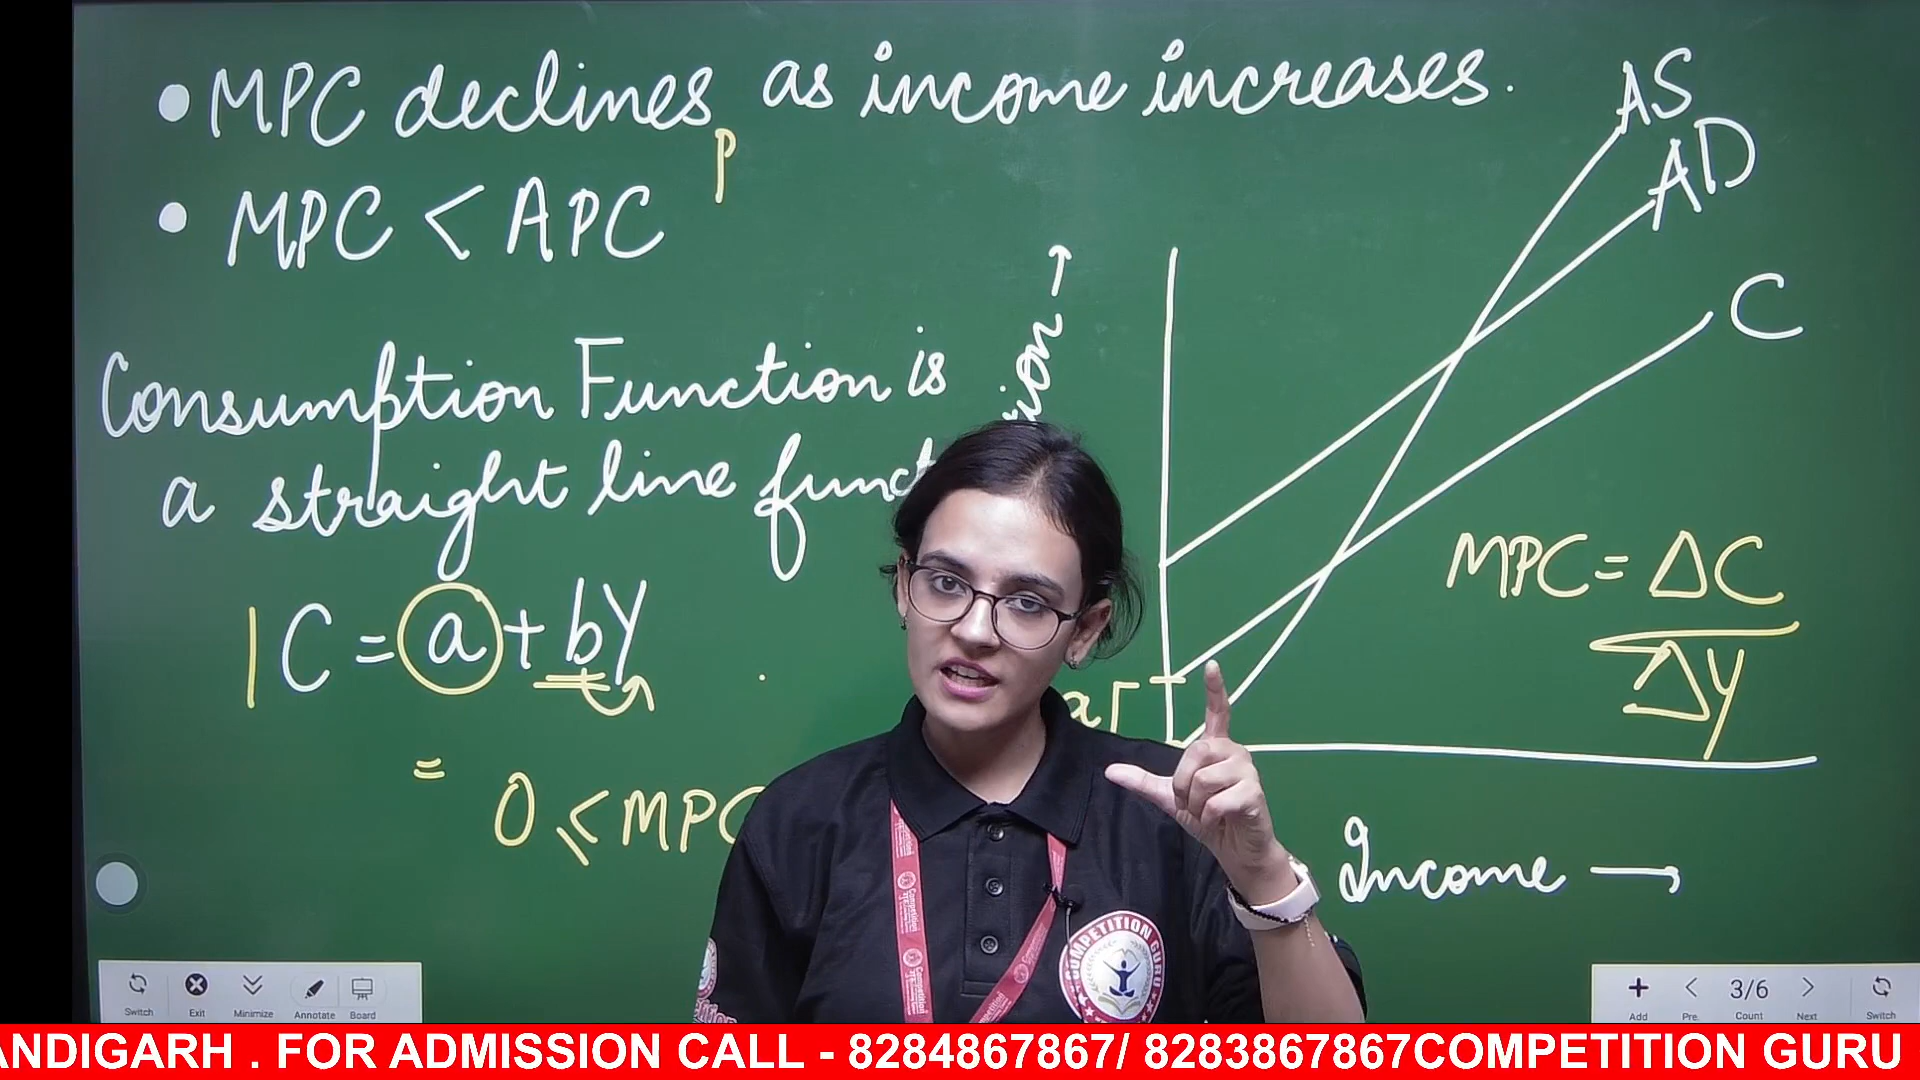 • MPC declines as income increases.
P
• MPC < APC
Consumption Function is
a straight line funct
| C = a + bY
=
0 ≤ MPC
AS
AD
C
a
MPC = ΔC
ΔY
Income →
COMPETITION GURU
Switch
Exit
Minimize
Annotate
Board
Add
Pre.
3/6
Count
Next
Switch
ANDIGARH . FOR ADMISSION CALL - 8284867867/ 8283867867COMPETITION GURU